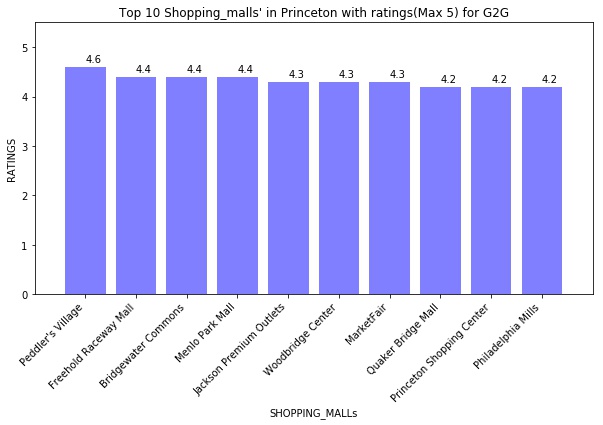 Top 10 Shopping_malls' in Princeton with ratings(Max 5) for G2G
RATINGS
5
4
3
2
1
0
4.6
4.4
4.4
4.4
4.3
4.3
4.3
4.2
4.2
4.2
Peddler's Village
Freehold Raceway Mall
Bridgewater Commons
Menlo Park Mall
Jackson Premium Outlets
Woodbridge Center
MarketFair
Quaker Bridge Mall
Princeton Shopping Center
Philadelphia Mills
SHOPPING_MALLs